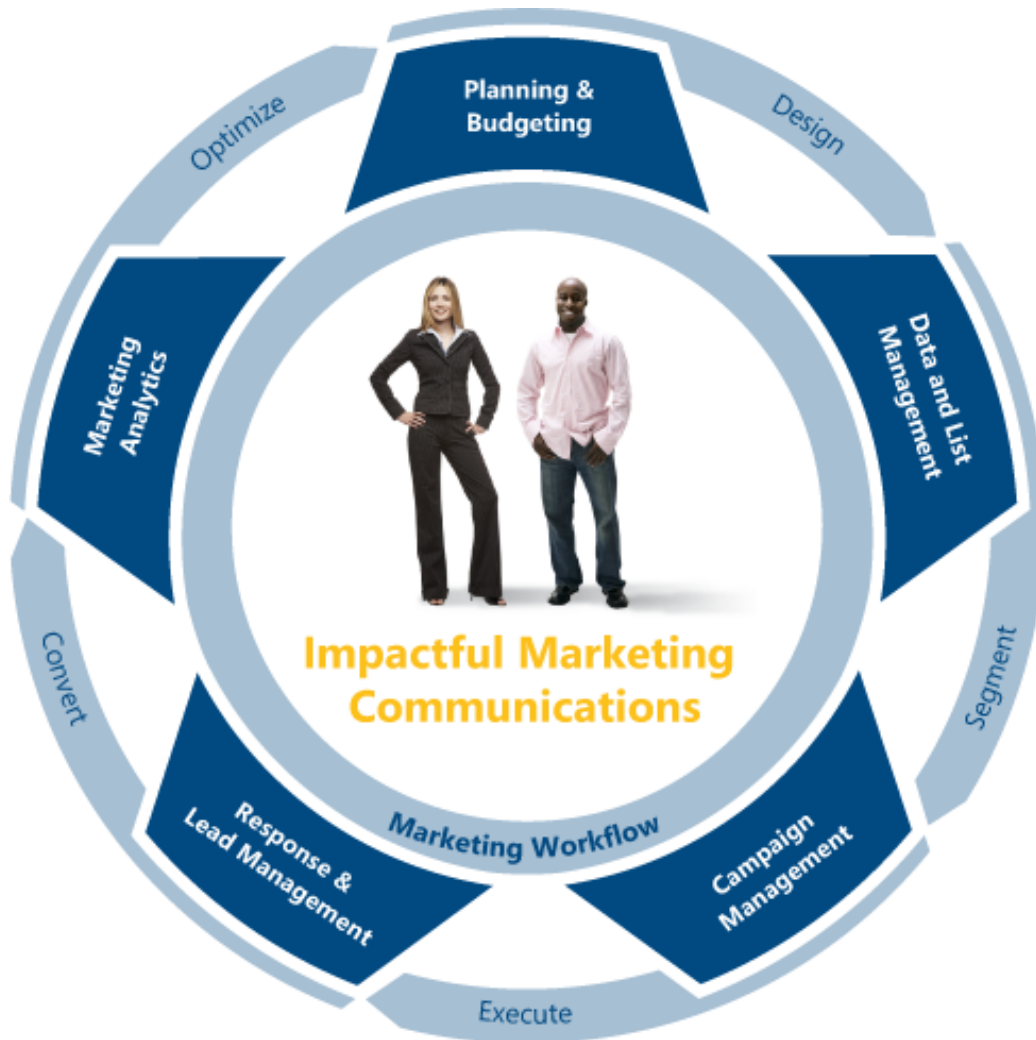 Planning &
Budgeting
Design
Data and List
Management
Segment
Campaign
Management
Execute
Response &
Lead Management
Convert
Marketing
Analytics
Optimize
Impactful Marketing
Communications
Marketing Workflow